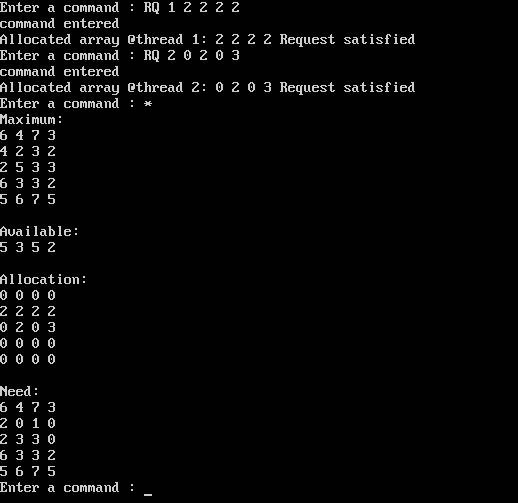 Enter a command : RQ 1 2 2 2 2
command entered
Allocated array @thread 1: 2 2 2 2 Request satisfied
Enter a command : RQ 2 0 2 0 3
command entered
Allocated array @thread 2: 0 2 0 3 Request satisfied
Enter a command : *
Maximum:
6 4 7 3
4 2 3 2
2 5 3 3
6 3 3 2
5 6 7 5
Available:
5 3 5 2
Allocation:
0 0 0 0
2 2 2 2
0 2 0 3
0 0 0 0
0 0 0 0
Need:
6 4 7 3
2 0 1 0
2 3 3 0
6 3 3 2
5 6 7 5
Enter a command : _